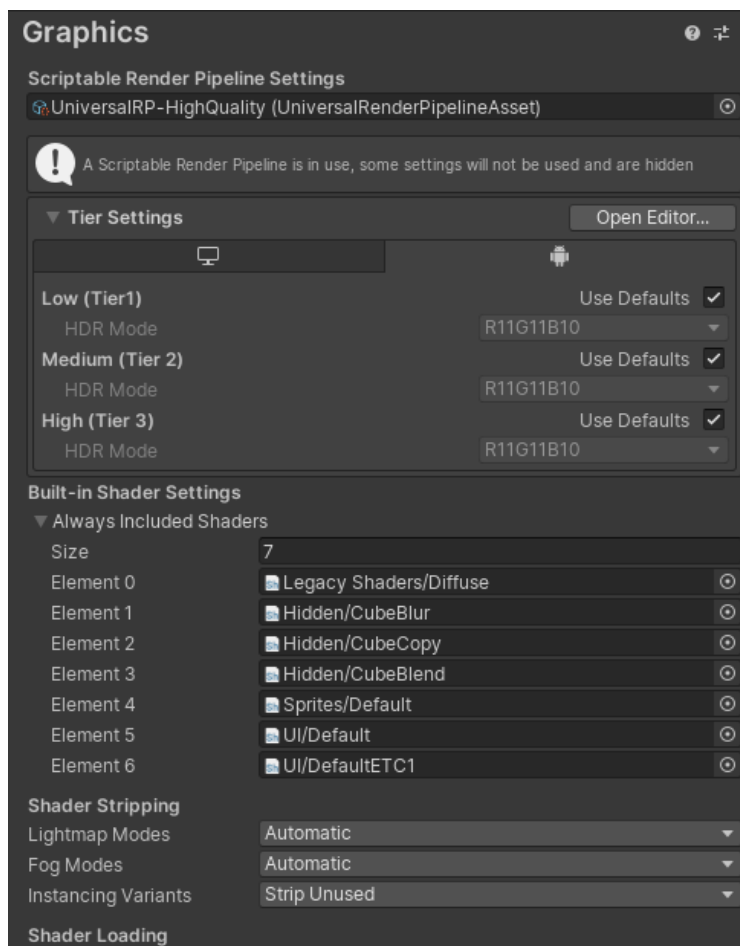 Graphics
Scriptable Render Pipeline Settings
UniversalRP-HighQuality (UniversalRenderPipelineAsset)
A Scriptable Render Pipeline is in use, some settings will not be used and are hidden
Tier Settings Open Editor...
Low (Tier1) Use Defaults
HDR Mode R11G11B10
Medium (Tier 2) Use Defaults
HDR Mode R11G11B10
High (Tier 3) Use Defaults
HDR Mode R11G11B10
Built-in Shader Settings
Always Included Shaders
Size 7
Element 0 Legacy Shaders/Diffuse
Element 1 Hidden/CubeBlur
Element 2 Hidden/CubeCopy
Element 3 Hidden/CubeBlend
Element 4 Sprites/Default
Element 5 UI/Default
Element 6 UI/DefaultETC1
Shader Stripping
Lightmap Modes Automatic
Fog Modes Automatic
Instancing Variants Strip Unused
Shader Loading